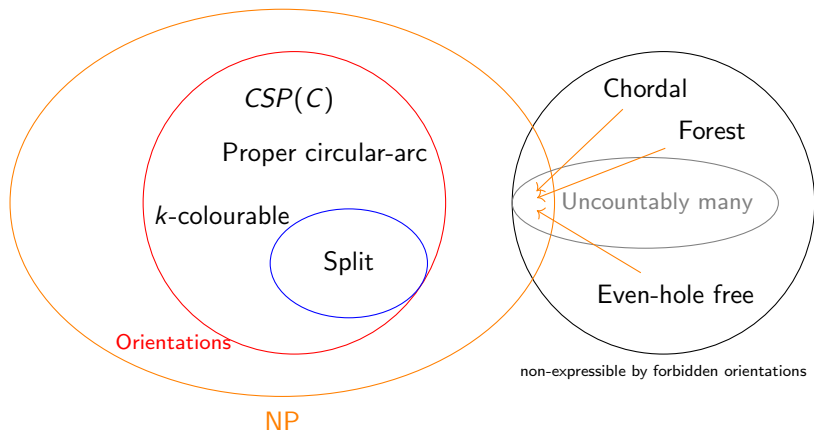 CSP(C)
Chordal
Forest
Proper circular-arc
Uncountably many
k-colourable
Split
Even-hole free
Orientations
non-expressible by forbidden orientations
NP